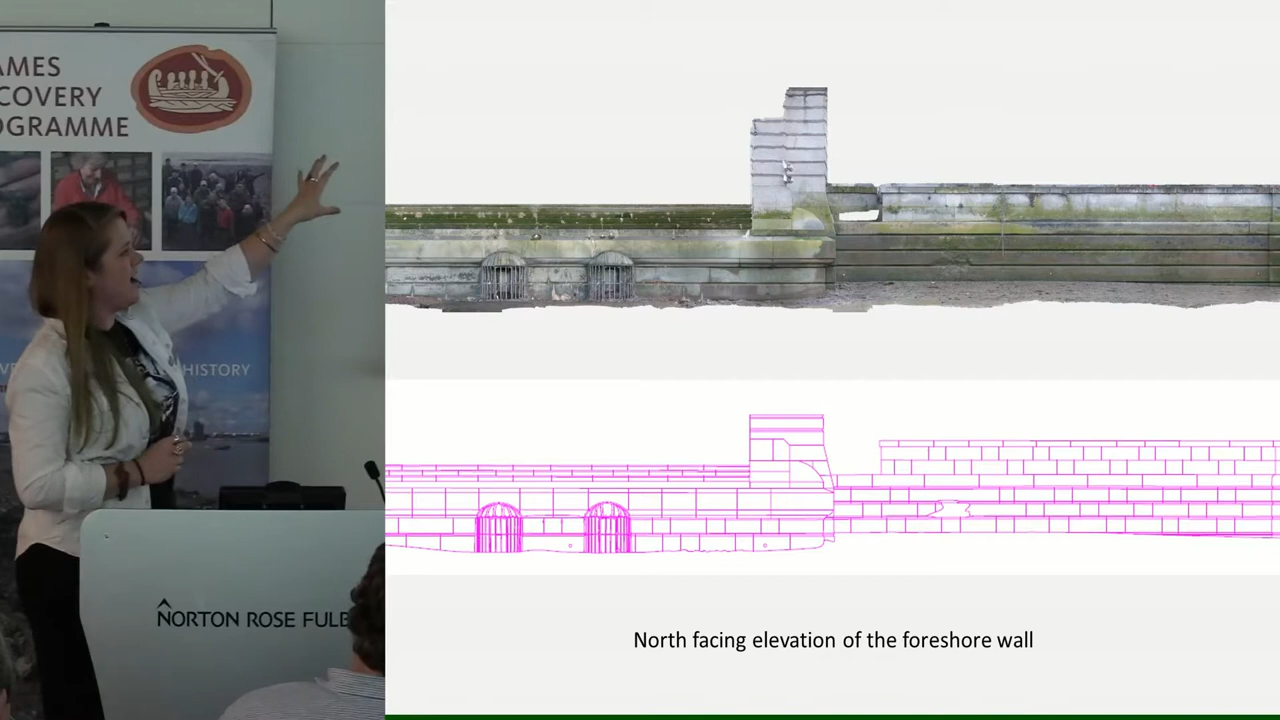 AMES
COVERY
OGRAMME
HISTORY
NORTON ROSE FULB
North facing elevation of the foreshore wall